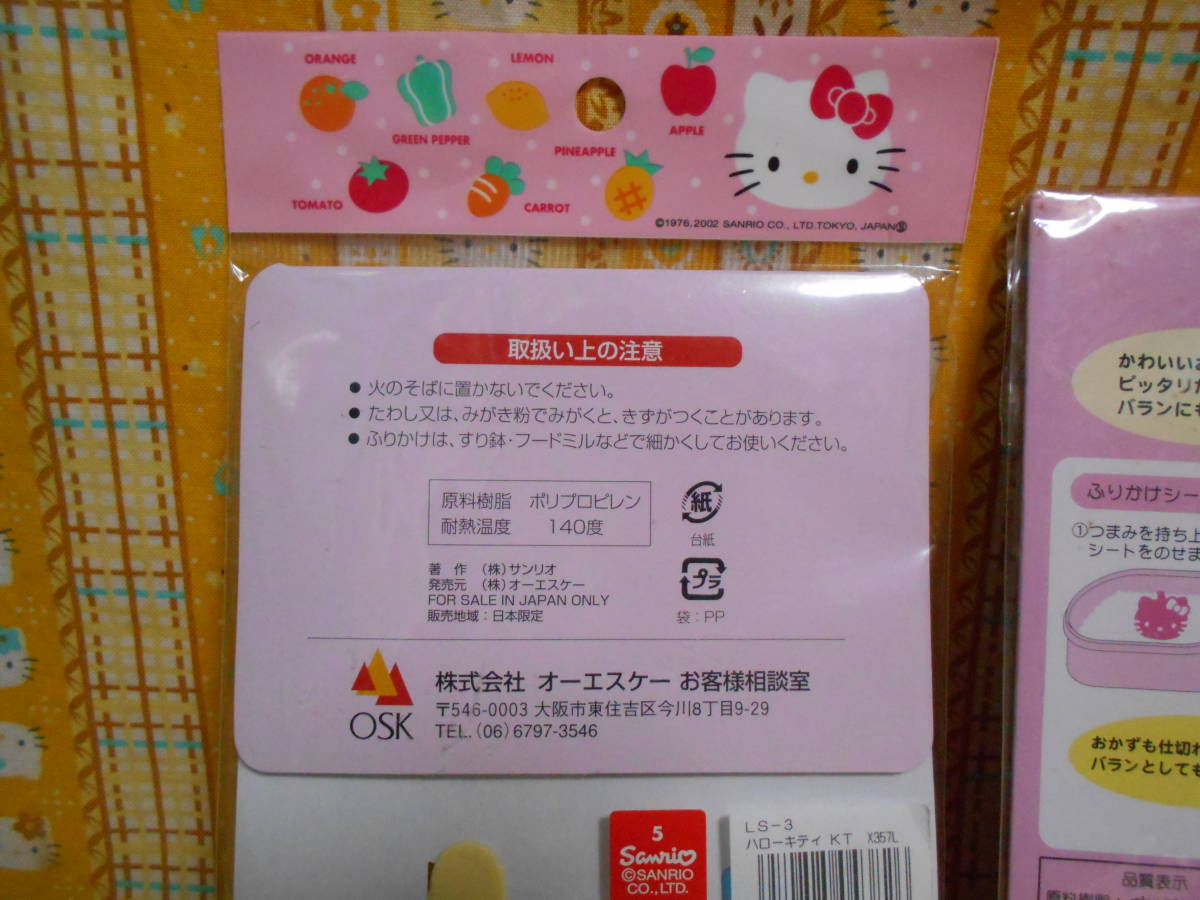 ORANGE
LEMON
GREEN PEPPER
APPLE
PINEAPPLE
TOMATO
CARROT
©1976,2002 SANRIO CO., LTD.TOKYO, JAPAN
取扱い上の注意
● 火のそばに置かないでください。
● たわし又は、みがき粉でみがくと、きずがつくことがあります。
● ふりかけは、すり鉢・フードミルなどで細かくしてお使いください。
原料樹脂 ポリプロピレン
耐熱温度 140度
紙
台紙
プラ
袋:PP
著 作 (株)サンリオ
発売元 (株)オーエスケー
FOR SALE IN JAPAN ONLY
販売地域:日本限定
OSK
株式会社 オーエスケー お客様相談室
〒546-0003 大阪市東住吉区今川8丁目9-29
TEL.(06)6797-3546
5
Sanrio
©SANRIO
CO., LTD.
LS-3
ハローキティ KT X357L
かわいいお
ピッタリ
バランにも
ふりかけシー
①つまみを持ち上
シートをのせま
おかずも仕切れ
バランとしても
品質表示
原料樹脂